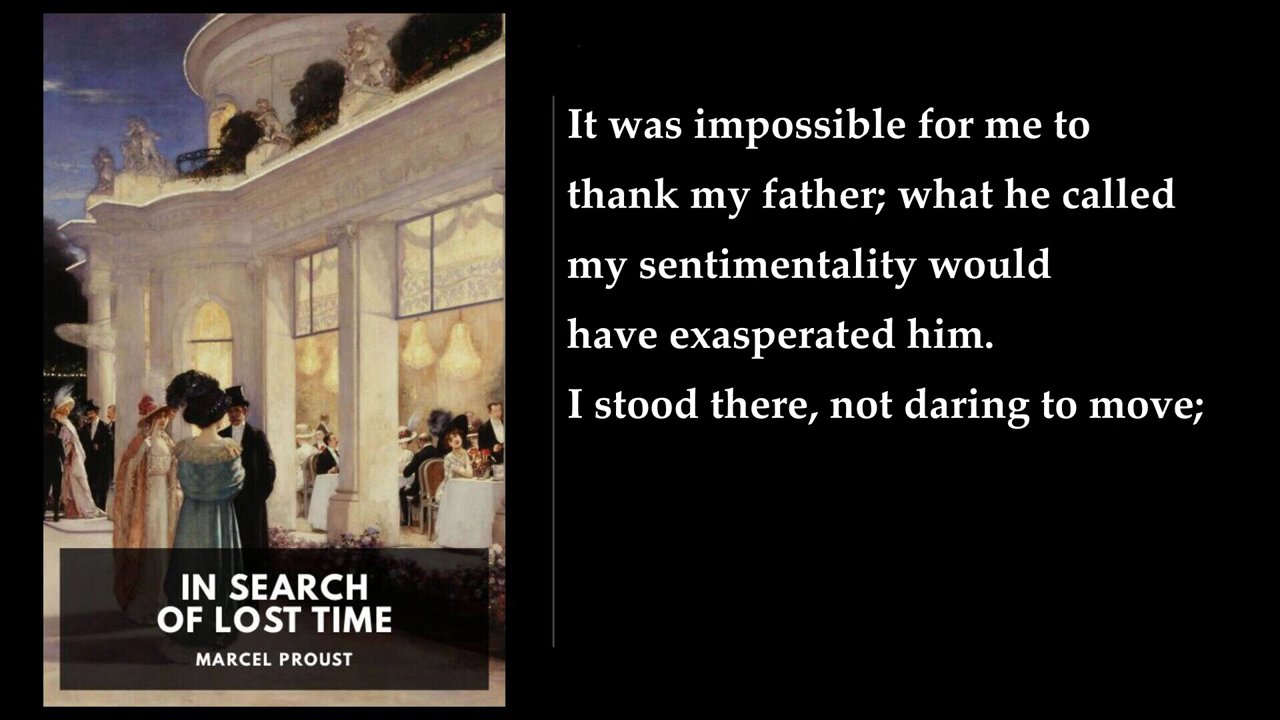 IN SEARCH
OF LOST TIME
MARCEL PROUST
It was impossible for me to
thank my father; what he called
my sentimentality would
have exasperated him.
I stood there, not daring to move;